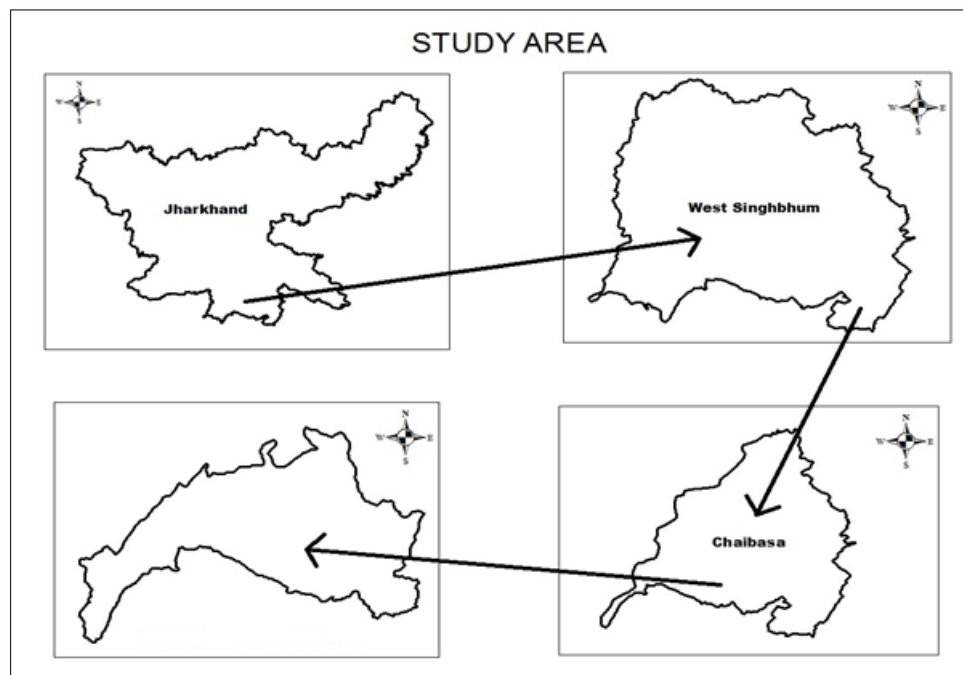 STUDY AREA
N
W E
S
Jharkhand
N
W E
S
West Singhbhum
N
W E
S
N
W E
S
Chaibasa